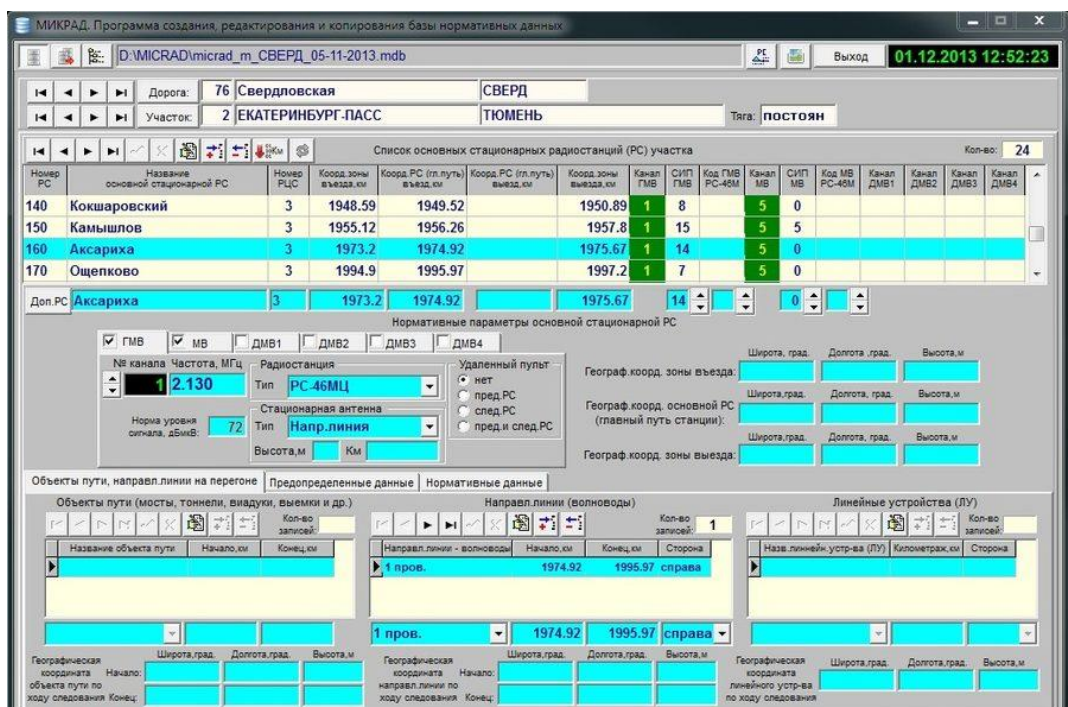 МИКРАД. Программа создания, редактирования и копирования базы нормативных данных
D:\MICRAD\micrad_m_СВЕРД_05-11-2013.mdb Выход 01.12.2013 12:52:23
Дорога: 76 Свердловская СВЕРД
Участок: 2 ЕКАТЕРИНБУРГ-ПАСС ТЮМЕНЬ Тяга: ПОСТОЯН
Список основных стационарных радиостанций (РС) участка Кол-во: 24
Номер РС Название основной стационарной РС Номер РЦС Коорд.зоны въезда,км Коорд.РС (гл.путь) въезд,км Коорд.РС (гл.путь) выезд,км Коорд.зоны выезда,км Канал ГМВ СИП ГМВ Код ГМВ РС-46М Канал МВ СИП МВ Код МВ РС-46М Канал ДМВ1 Канал ДМВ2 Канал ДМВ3 Канал ДМВ4
140 Кокшаровский 3 1948.59 1949.52 1950.89 1 8 5 0
150 Камышлов 3 1955.12 1956.26 1957.8 1 15 5 5
160 Аксариха 3 1973.2 1974.92 1975.67 1 14 5 0
170 Ощепково 3 1994.9 1995.97 1997.2 1 7 5 0
Доп.РС Аксариха 3 1973.2 1974.92 1975.67 14 0
Нормативные параметры основной стационарной РС
ГМВ МВ ДМВ1 ДМВ2 ДМВ3 ДМВ4
№ канала Частота, МГц Радиостанция Удаленный пульт
1 2.130 Тип РС-46МЦ нет
пред.РС
след.РС
пред.и след.РС
Стационарная антенна
Норма уровня сигнала, дБмкВ: 72 Тип Напр.линия
Высота,м Км
Широта, град. Долгота ,град. Высота,м
Географ.коорд. зоны въезда:
Широта,град. Долгота, град. Высота,м
Географ.коорд. основной РС (главный путь станции):
Широта,град. Долгота,град. Высота,м
Географ.коорд. зоны выезда:
Объекты пути, направл.линии на перегоне Предопределенные данные Нормативные данные
Объекты пути (мосты, тоннели, виадуки, выемки и др.) Направл.линии (волноводы) Линейные устройства (ЛУ)
Кол-во записей: Кол-во записей: 1 Кол-во записей:
Название объекта пути Начало,км Конец,км Направл.линии - волноводы Начало,км Конец,км Сторона Назв.линнейн.устр-ва (ЛУ) Километраж,км Сторона
1 пров. 1974.92 1995.97 справа
1 пров. 1974.92 1995.97 справа
Широта,град. Долгота,град. Высота,м Широта,град. Долгота,град. Высота,м Широта,град. Долгота,град. Высота,м
Географическая координата объекта пути по ходу следования Начало: Конец:
Географическая координата направл.линии по ходу следования Начало: Конец:
Географическая координата линейного устр-ва по ходу следования